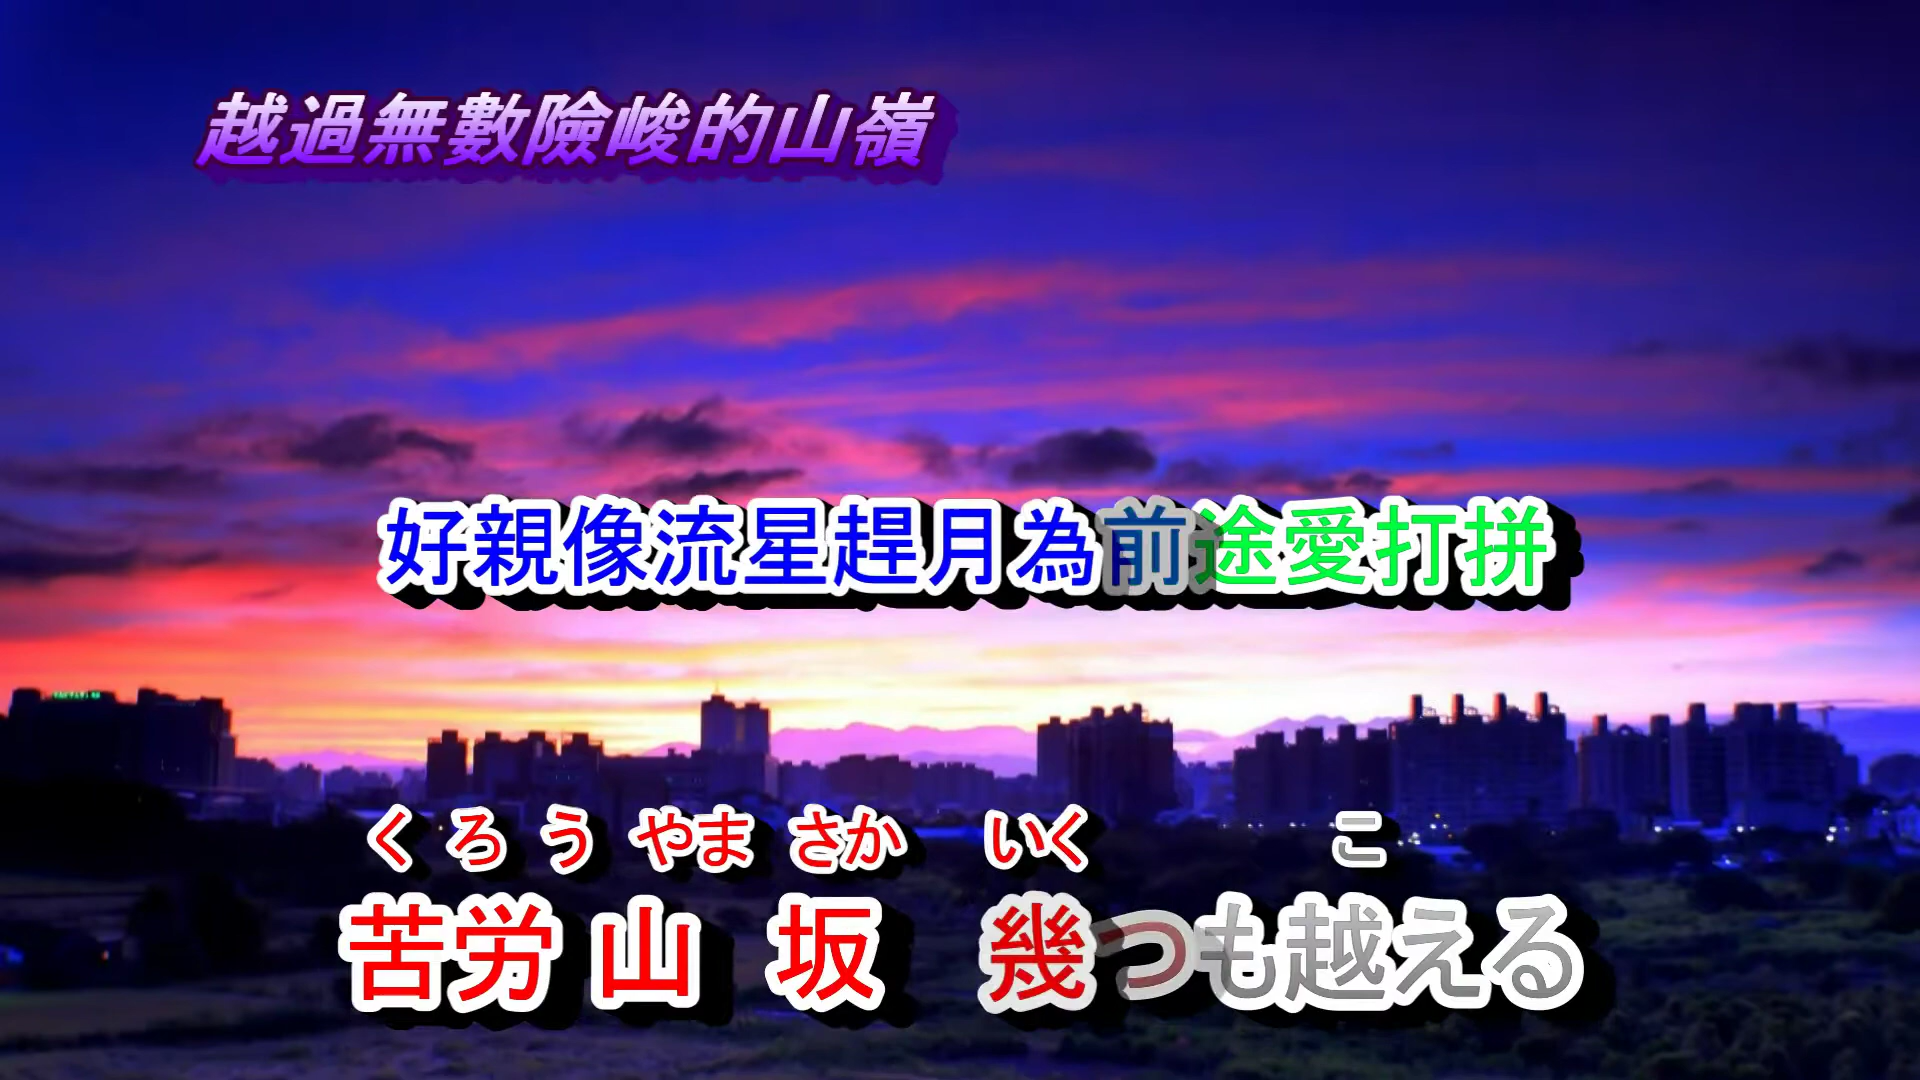 越過無數險峻的山嶺
好親像流星趕月為前途愛打拼
くろう やま さか いく こ
苦労山坂 幾つも越える